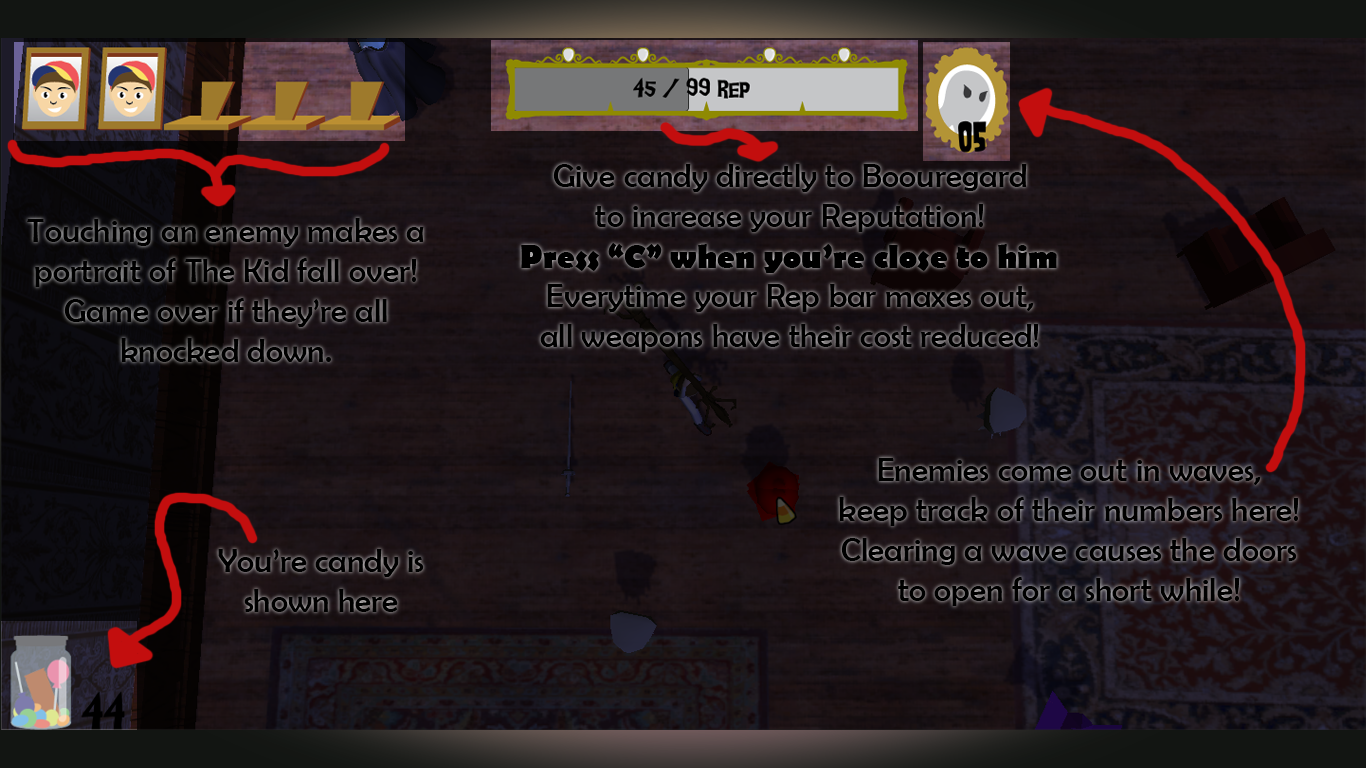 45 / 99 REP
05
Give candy directly toBoouregard
to increase your Reputation!
Press “C” when you’re close to him
Everytime your Rep bar maxes out,
all weapons have their cost reduced!
Touching an enemy makes a
portrait of The Kid fall over!
Game over if they’re all
knocked down.
Enemies come out in waves,
keep track of their numbers here!
Clearing a wave causes the doors
to open for a short while!
You’re candy is
shown here
44